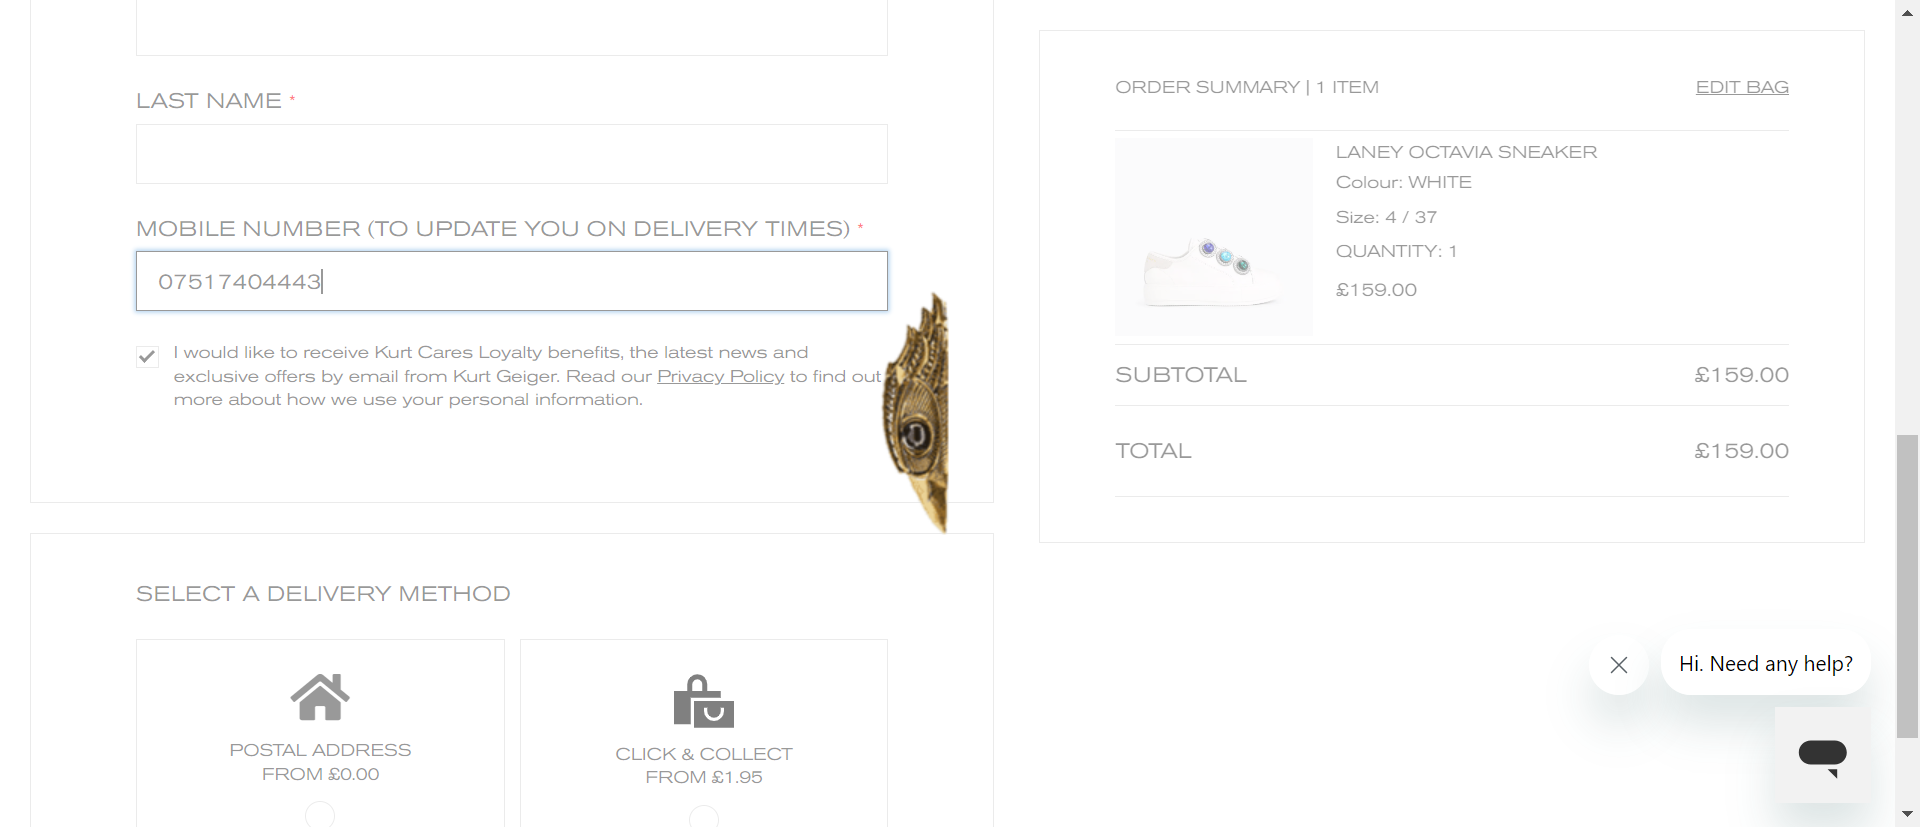 LAST NAME *
MOBILE NUMBER (TO UPDATE YOU ON DELIVERY TIMES) *
07517404443
I would like to receive Kurt Cares Loyalty benefits, the latest news and
exclusive offers by email from Kurt Geiger. Read our Privacy Policy to find out
more about how we use your personal information.
SELECT A DELIVERY METHOD
POSTAL ADDRESS
FROM £0.00
CLICK & COLLECT
FROM £1.95
ORDER SUMMARY | 1 ITEM
EDIT BAG
LANEY OCTAVIA SNEAKER
Colour: WHITE
Size: 4 / 37
QUANTITY: 1
£159.00
SUBTOTAL £159.00
TOTAL £159.00
Hi. Need any help?